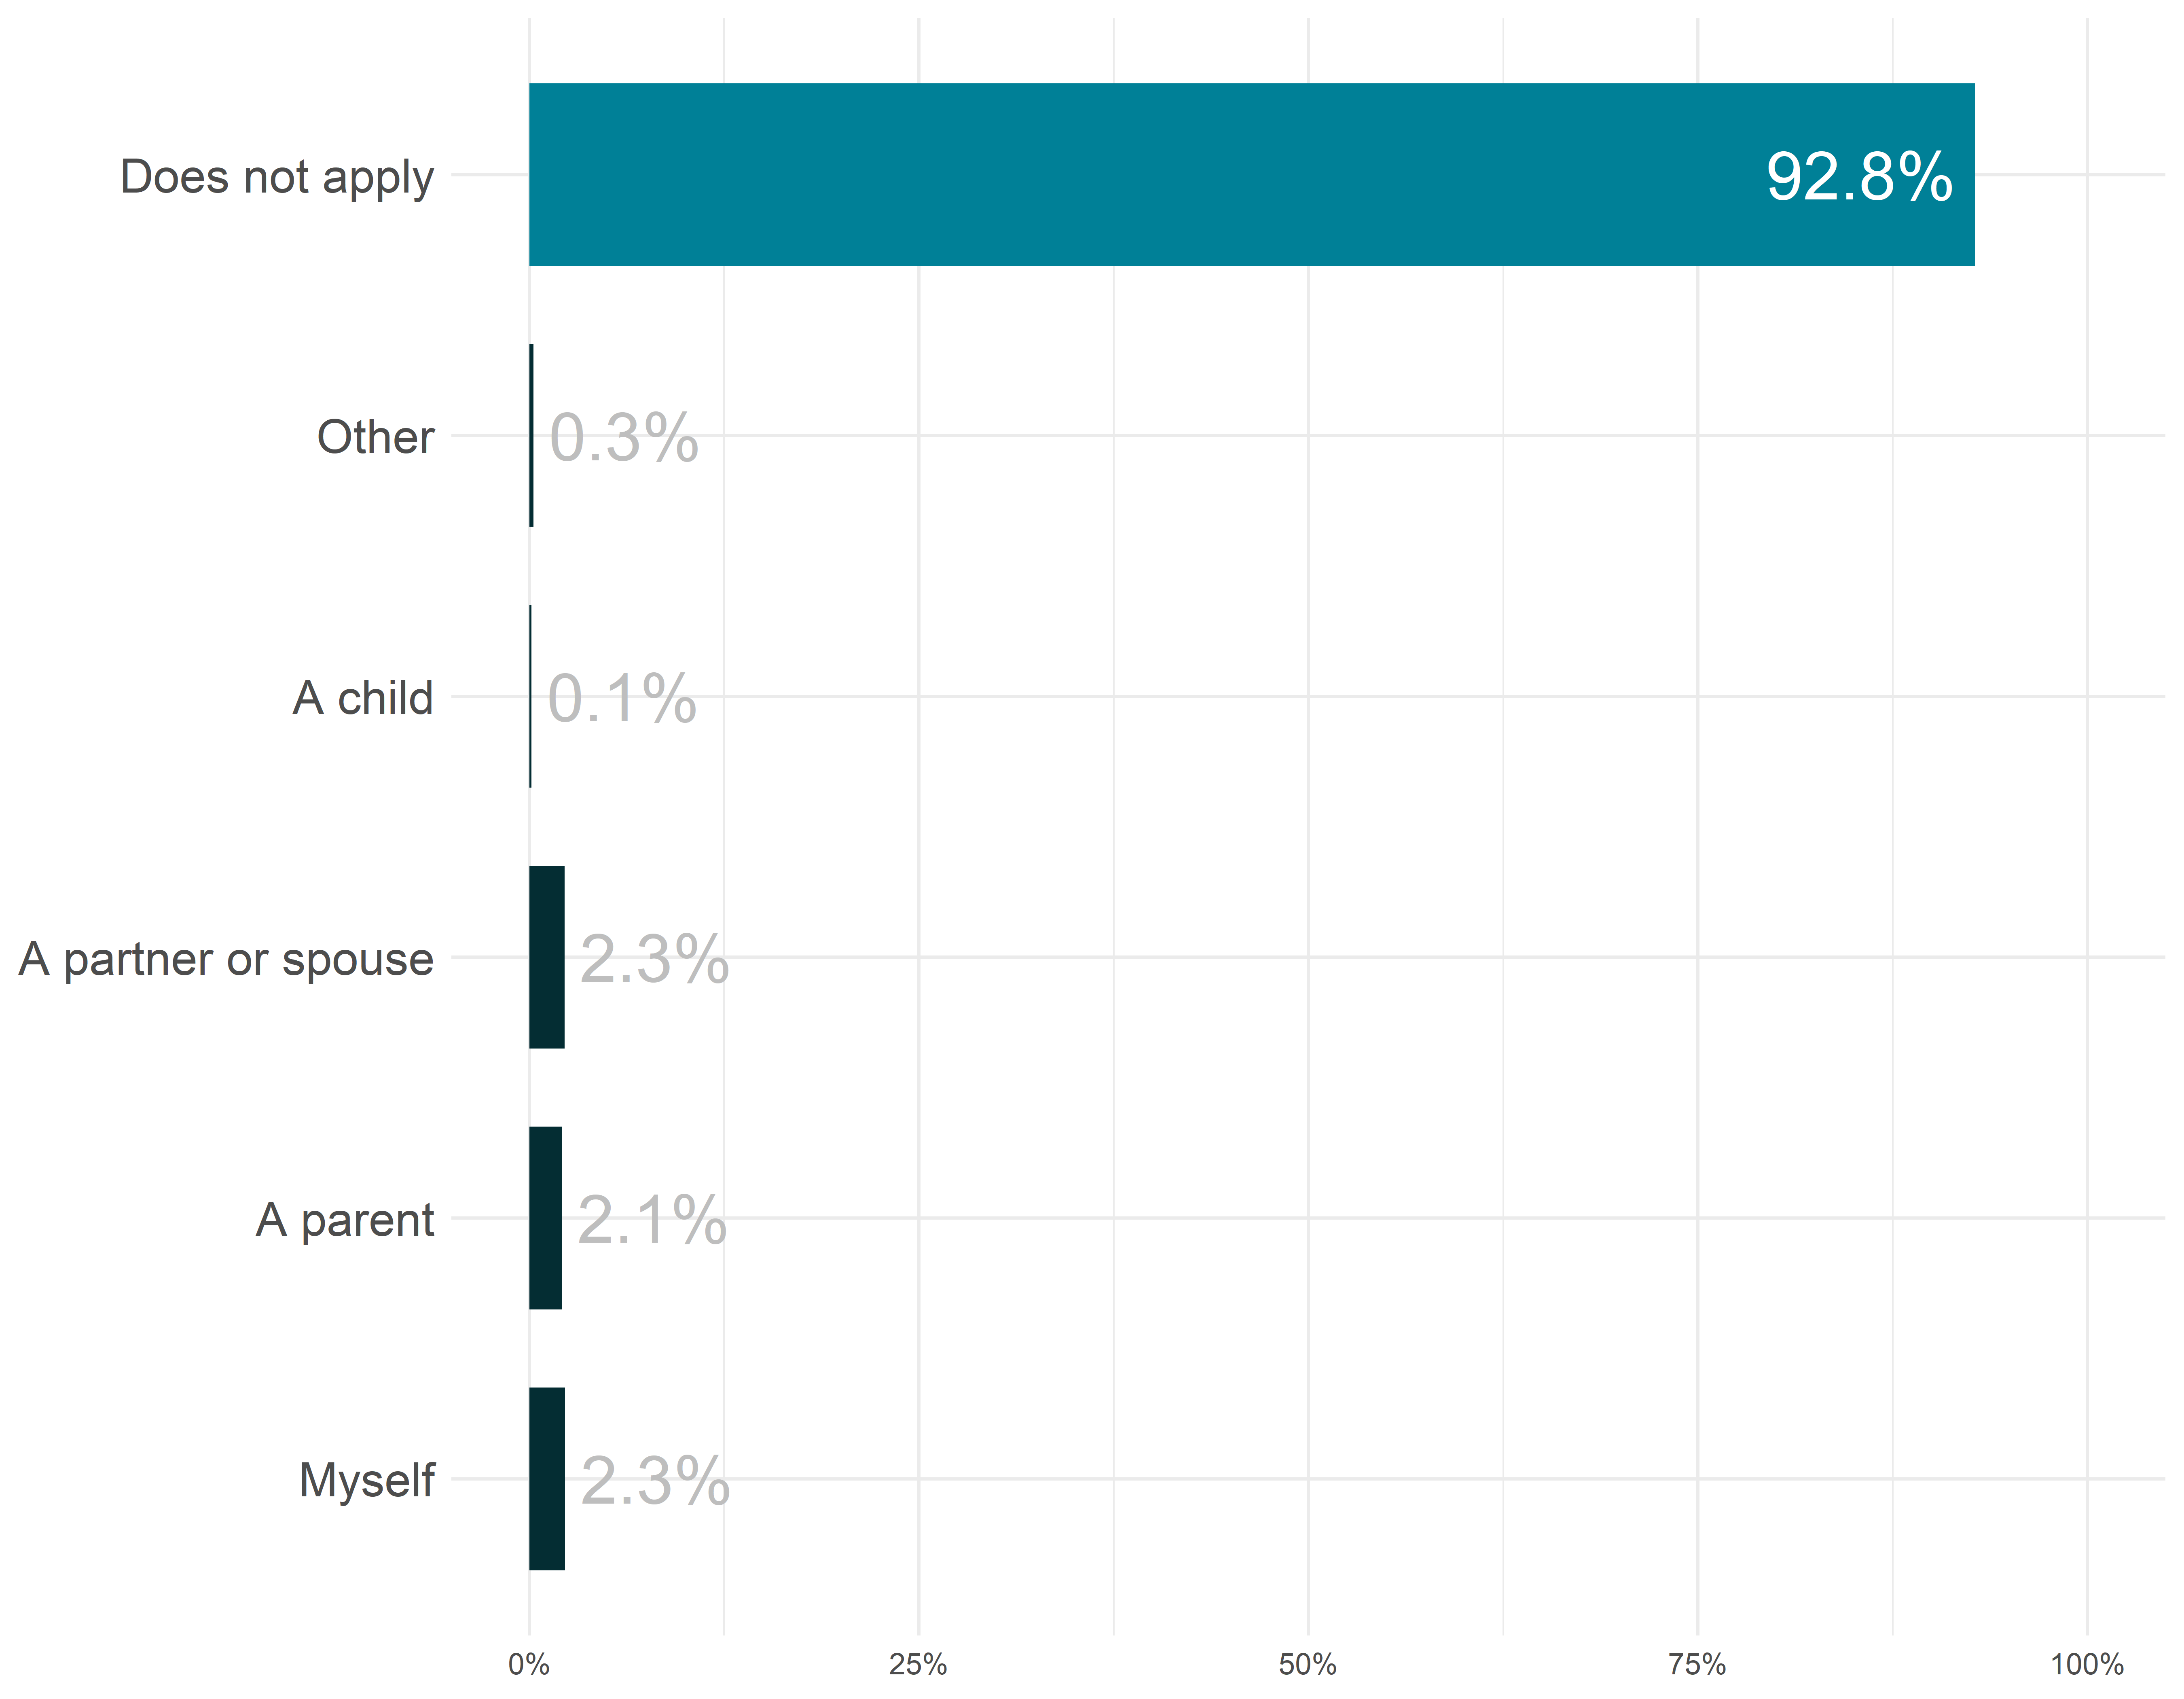 Does not apply 92.8%
Other 0.3%
A child 0.1%
A partner or spouse 2.3%
A parent 2.1%
Myself 2.3%
0% 25% 50% 75% 100%